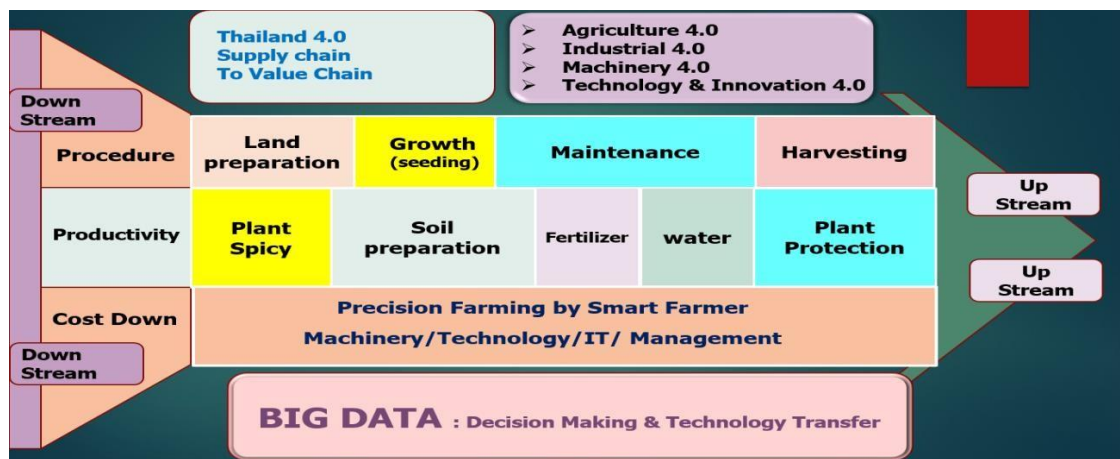 Thailand 4.0
Supply chain
To Value Chain
➢ Agriculture 4.0
➢ Industrial 4.0
➢ Machinery 4.0
➢ Technology & Innovation 4.0
Down
Stream
Procedure
Land
preparation
Growth
(seeding)
Maintenance
Harvesting
Up
Stream
Productivity
Plant
Spicy
Soil
preparation
Fertilizer
water
Plant
Protection
Up
Stream
Cost Down
Precision Farming by Smart Farmer
Machinery/Technology/IT/ Management
Down
Stream
BIG DATA : Decision Making & Technology Transfer